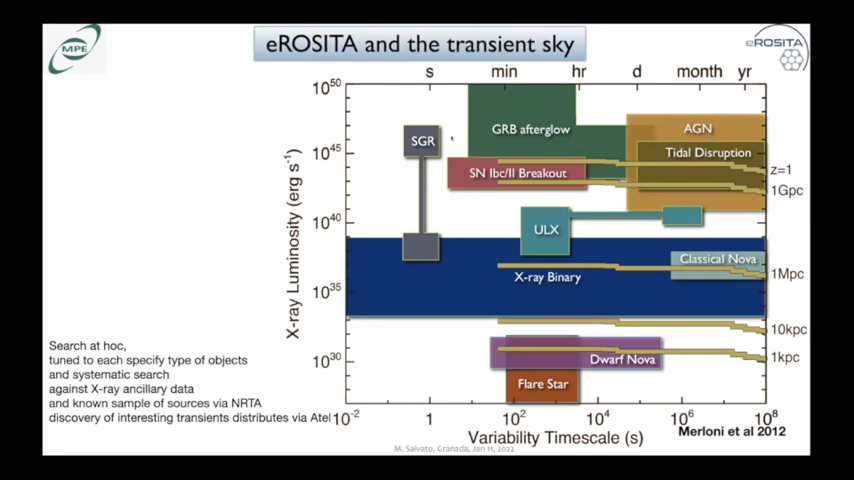 MPE
eROSITA and the transient sky
eROSITA
s min hr d month yr
10^50
10^45
10^40
10^35
10^30
X-ray Luminosity (erg s^-1)
GRB afterglow
AGN
SGR
Tidal Disruption
SN Ibc/II Breakout
z=1
1Gpc
ULX
Classical Nova
X-ray Binary
1Mpc
10kpc
Dwarf Nova
1kpc
Flare Star
Search at hoc,
tuned to each specify type of objects
and systematic search
against X-ray ancillary data
and known sample of sources via NRTA
discovery of interesting transients distributes via Atel
10^-2 1 10^2 10^4 10^6 10^8
Variability Timescale (s)
Merloni et al 2012
M. Salvato, Granada, Jan 11, 2022